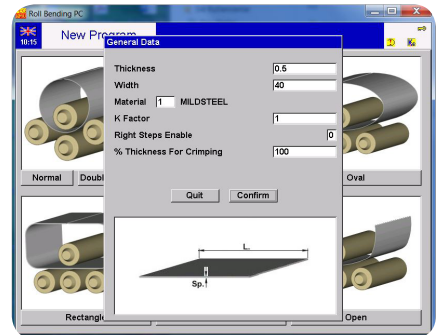 Roll Bending PC
10:15
New Program
General Data
Thickness 0.5
Width 40
Material 1 MILDSTEEL
K Factor 1
Right Steps Enable 0
% Thickness For Crimping 100
Normal
Doubl
Oval
Quit
Confirm
L.
Sp.
Rectangle
Open